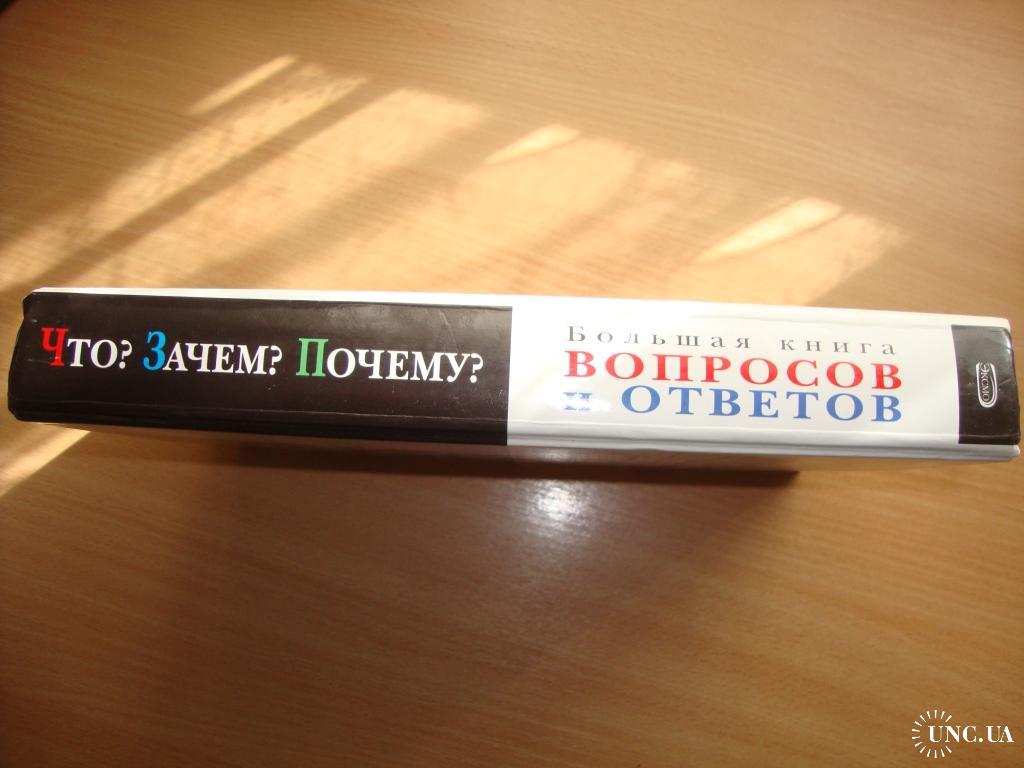 Что? Зачем? Почему?
Большая книга
ВОПРОСОВ
и ОТВЕТОВ
ЭКСМО
UNC.UA